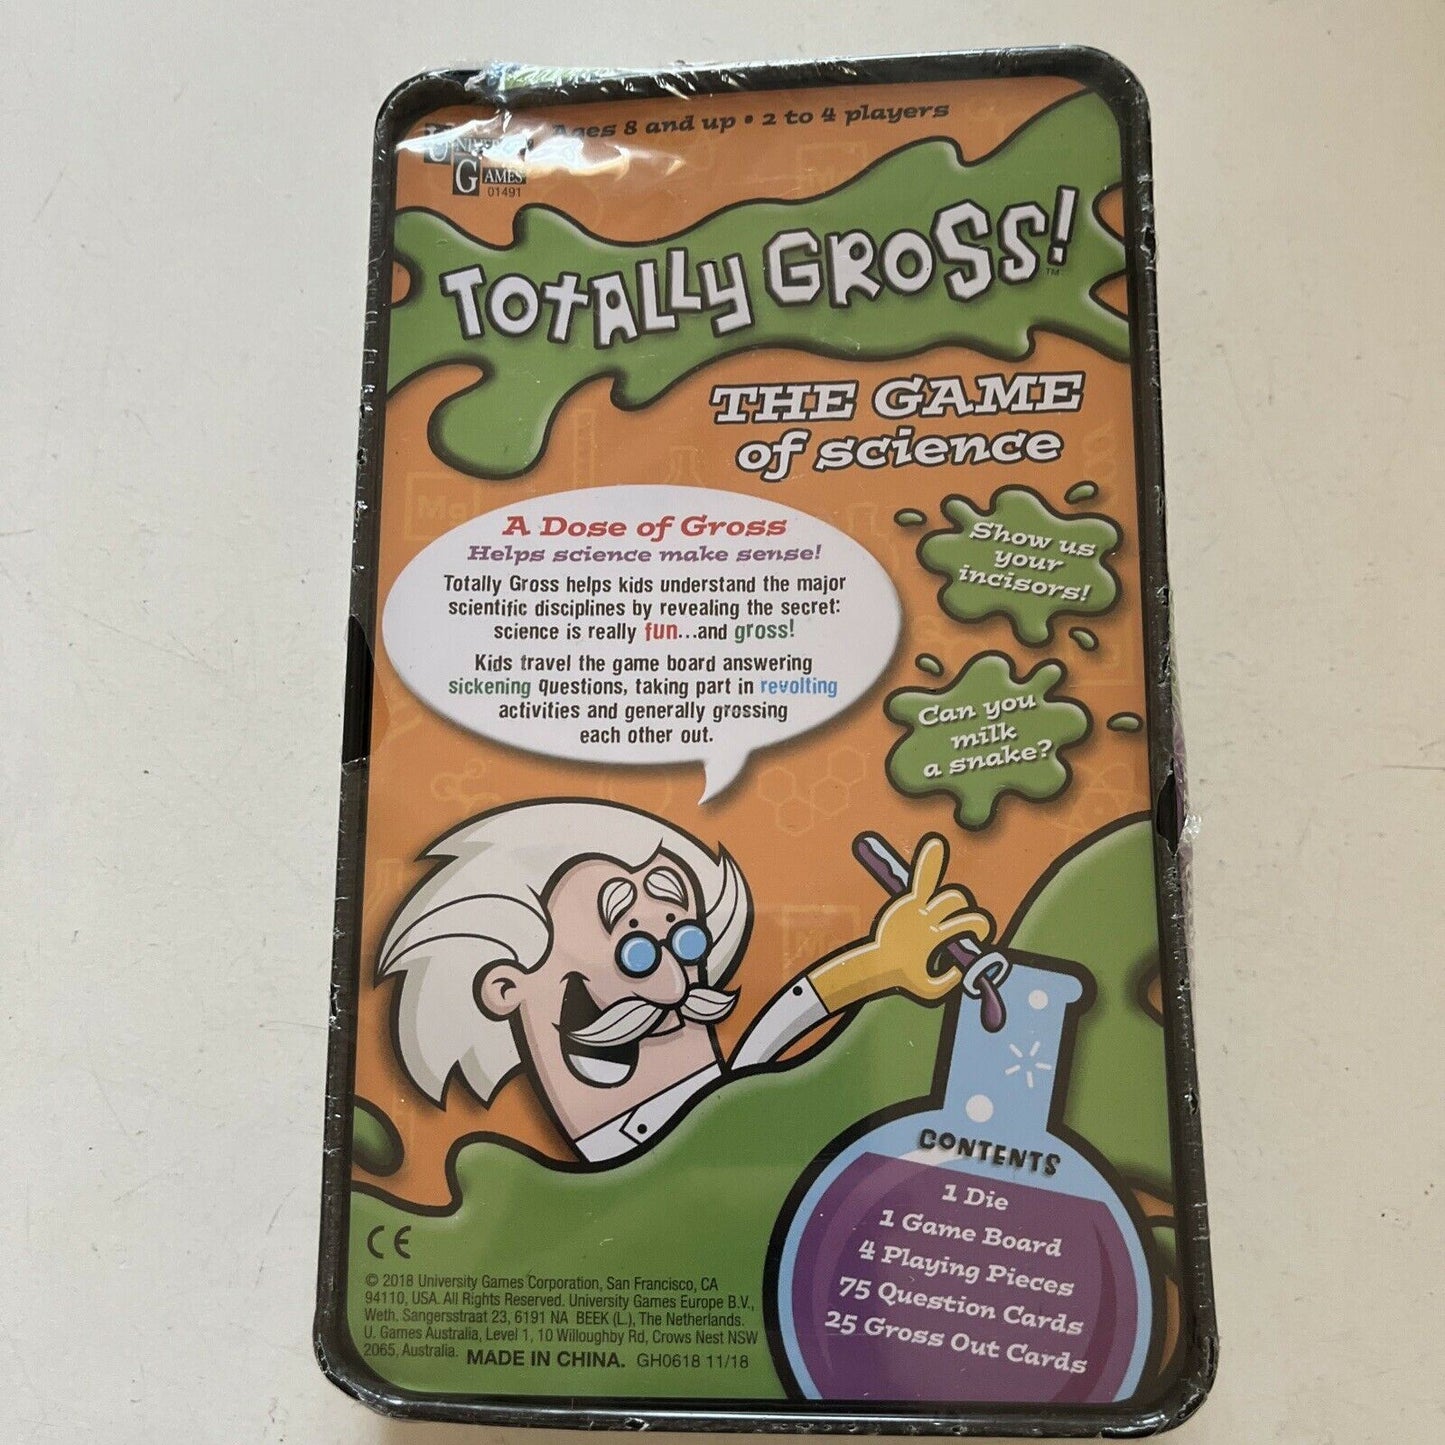 Ages 8 and up • 2 to 4 players
UNIVERSITY
GAMES
01491
TOTALLY GROSS!™
THE GAME
of science
A Dose of Gross
Helps science make sense!
Totally Gross helps kids understand the major
scientific disciplines by revealing the secret:
science is really fun...and gross!
Kids travel the game board answering
sickening questions, taking part in revolting
activities and generally grossing
each other out.
Show us
your
incisors!
Can you
milk
a snake?
CONTENTS
1 Die
1 Game Board
4 Playing Pieces
75 Question Cards
25 Gross Out Cards
CE
© 2018 University Games Corporation, San Francisco, CA
94110, USA. All Rights Reserved. University Games Europe B.V.,
Weth. Sangersstraat 23, 6191 NA BEEK (L.), The Netherlands.
U. Games Australia, Level 1, 10 Willoughby Rd, Crows Nest NSW
2065, Australia. MADE IN CHINA. GH0618 11/18